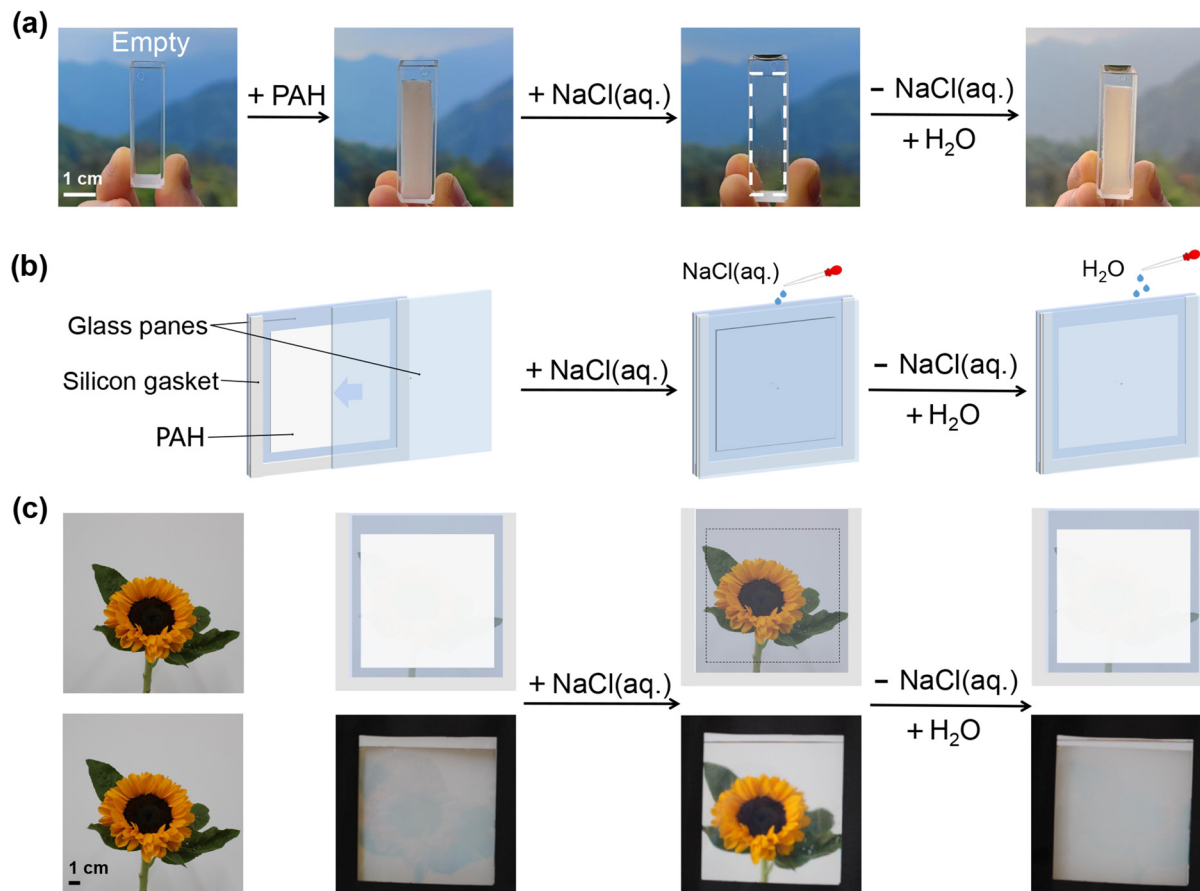 (a)
Empty
1 cm
+ PAH
+ NaCl(aq.)
− NaCl(aq.)
+ H₂O
(b)
Glass panes
Silicon gasket
PAH
+ NaCl(aq.)
NaCl(aq.)
− NaCl(aq.)
+ H₂O
H₂O
(c)
+ NaCl(aq.)
− NaCl(aq.)
+ H₂O
1 cm